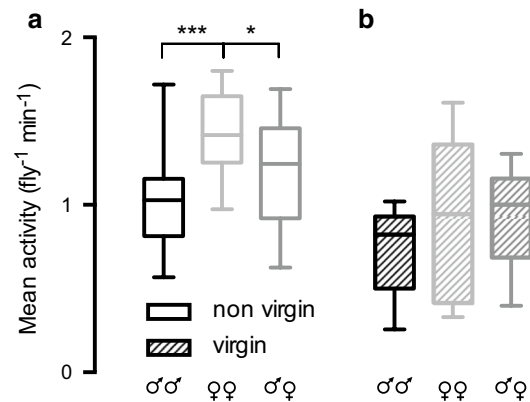 a
b
2
1
0
Mean activity (fly⁻¹ min⁻¹)
*** *
non virgin
virgin
♂♂ ♀♀ ♂♀ ♂♂ ♀♀ ♂♀